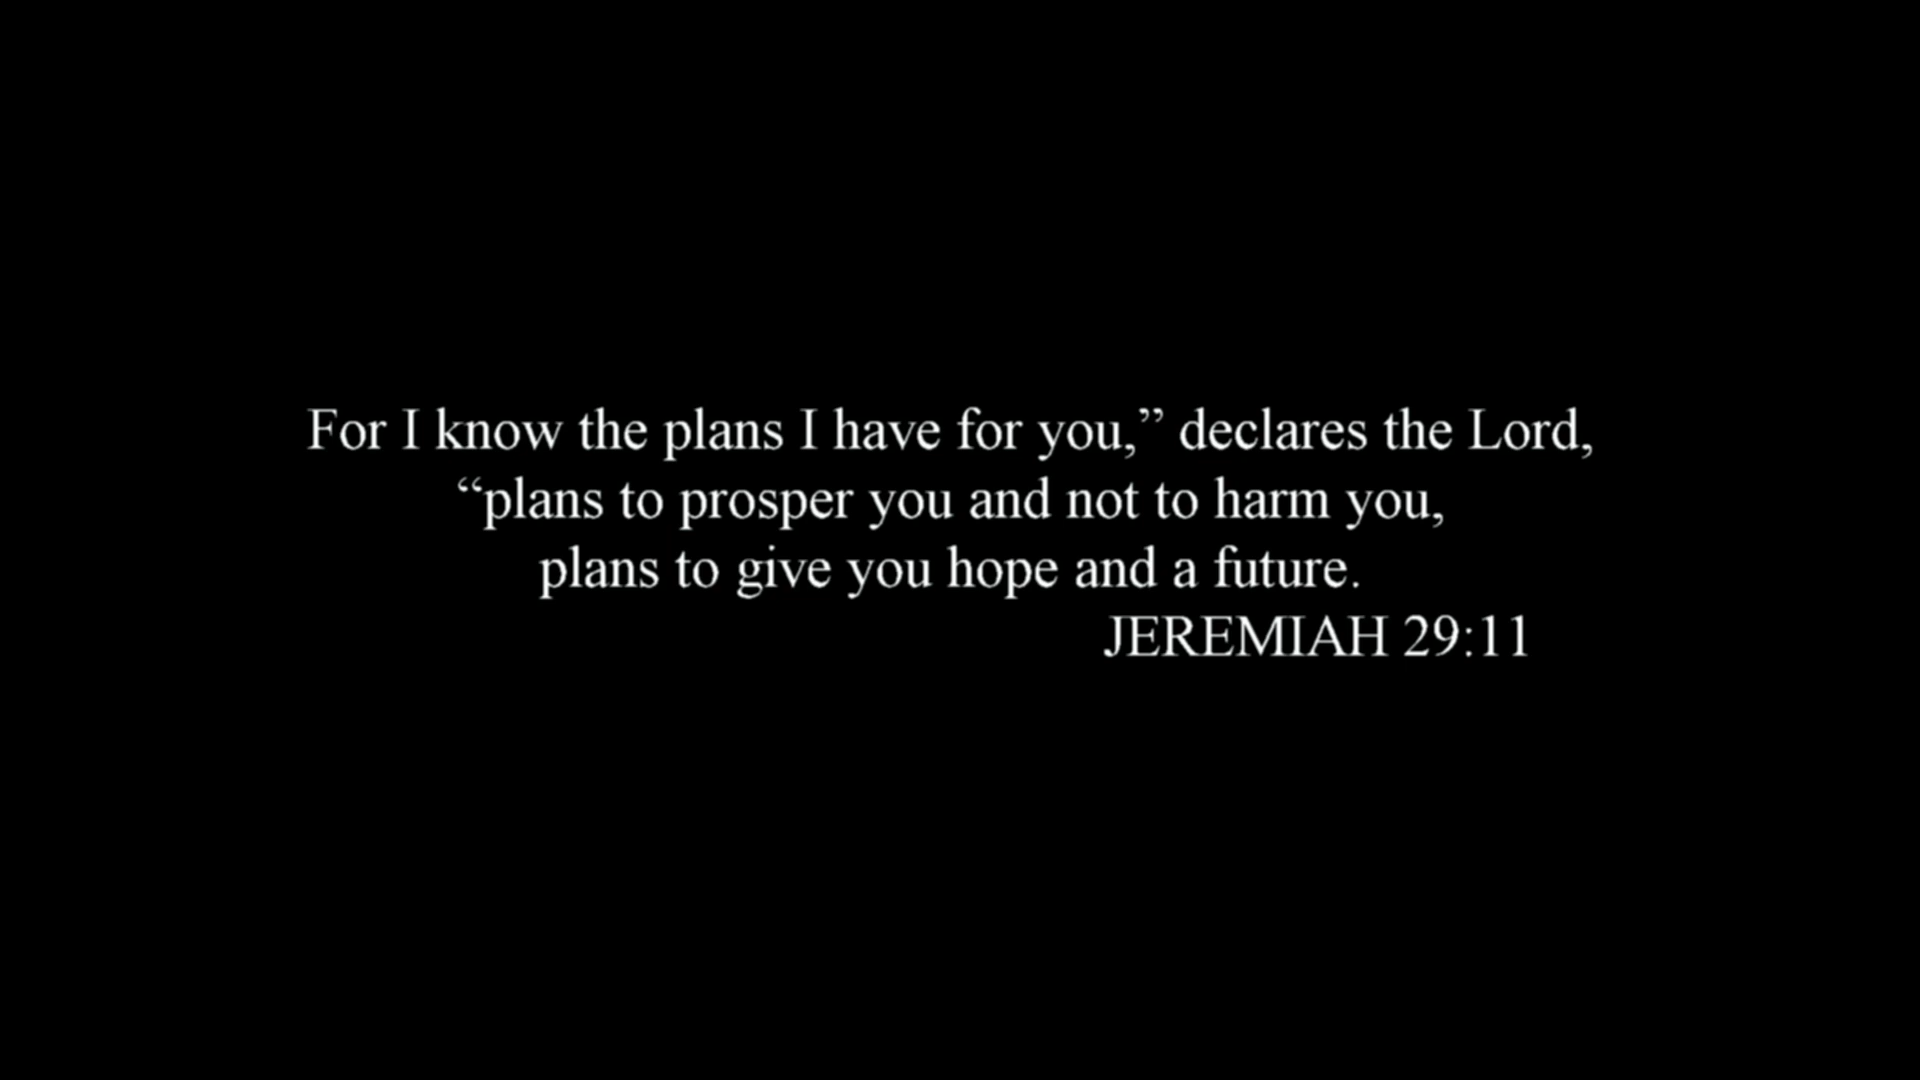 For I know the plans I have for you,” declares the Lord,
“plans to prosper you and not to harm you,
plans to give you hope and a future.
JEREMIAH 29:11